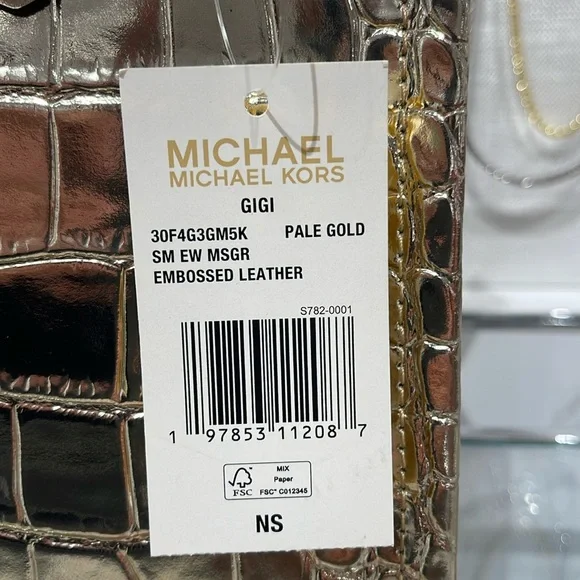 MICHAEL
MICHAEL KORS
GIGI
30F4G3GM5K PALE GOLD
SM EW MSGR
EMBOSSED LEATHER
S782-0001
1 97853 11208 7
FSC
MIX
Paper
FSC® C012345
NS